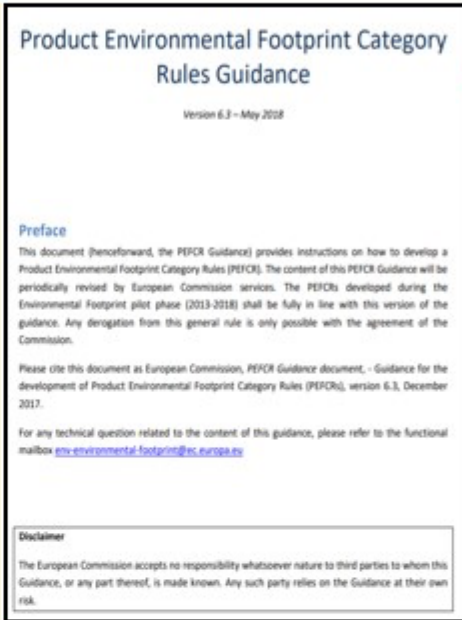 Product Environmental Footprint Category
Rules Guidance
Version 6.3 – May 2018
Preface
This document (henceforward, the PEFCR Guidance) provides instructions on how to develop a
Product Environmental Footprint Category Rules (PEFCR). The content of this PEFCR Guidance will be
periodically revised by European Commission services. The PEFCRs developed during the
Environmental Footprint pilot phase (2013-2018) shall be fully in line with this version of the
guidance. Any derogation from this general rule is only possible with the agreement of the
Commission.
Please cite this document as European Commission, PEFCR Guidance document, - Guidance for the
development of Product Environmental Footprint Category Rules (PEFCRs), version 6.3, December
2017.
For any technical question related to the content of this guidance, please refer to the functional
mailbox env-environmental-footprint@ec.europa.eu
Disclaimer
The European Commission accepts no responsibility whatsoever nature to third parties to whom this
Guidance, or any part thereof, is made known. Any such party relies on the Guidance at their own
risk.